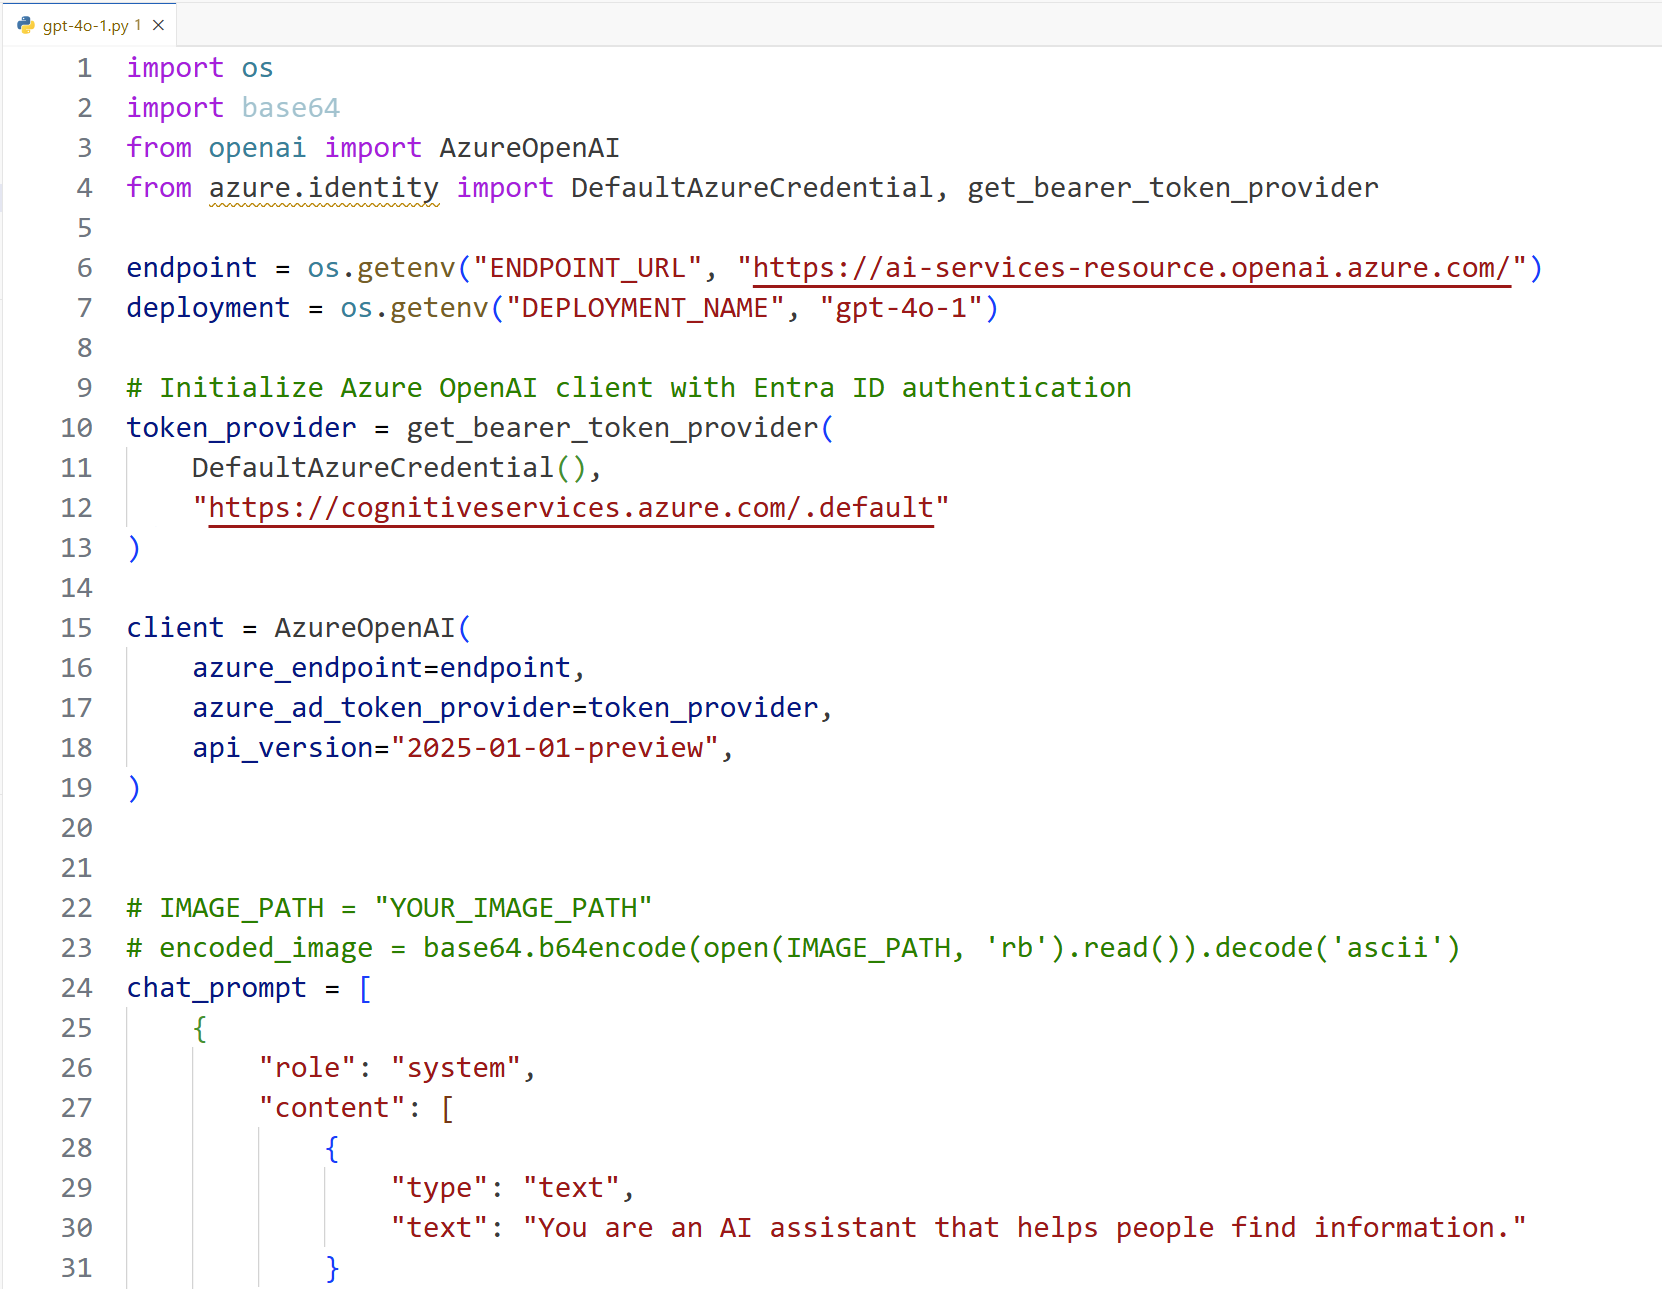 gpt-4o-1.py 1
1 import os
2 import base64
3 from openai import AzureOpenAI
4 from azure.identity import DefaultAzureCredential, get_bearer_token_provider
5
6 endpoint = os.getenv("ENDPOINT_URL", "https://ai-services-resource.openai.azure.com/")
7 deployment = os.getenv("DEPLOYMENT_NAME", "gpt-4o-1")
8
9 # Initialize Azure OpenAI client with Entra ID authentication
10 token_provider = get_bearer_token_provider(
11     DefaultAzureCredential(),
12     "https://cognitiveservices.azure.com/.default"
13 )
14
15 client = AzureOpenAI(
16     azure_endpoint=endpoint,
17     azure_ad_token_provider=token_provider,
18     api_version="2025-01-01-preview",
19 )
20
21
22 # IMAGE_PATH = "YOUR_IMAGE_PATH"
23 # encoded_image = base64.b64encode(open(IMAGE_PATH, 'rb').read()).decode('ascii')
24 chat_prompt = [
25     {
26         "role": "system",
27         "content": [
28             {
29                 "type": "text",
30                 "text": "You are an AI assistant that helps people find information."
31             }